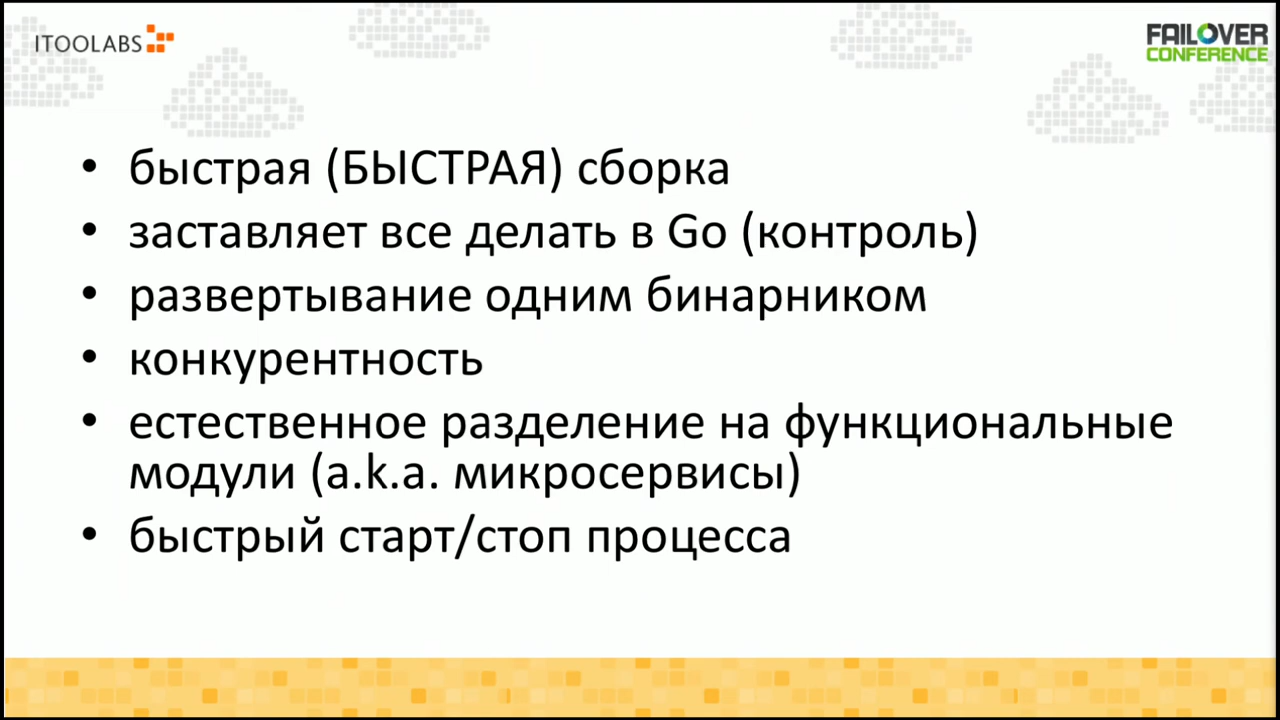 ITOOLABS
FAILOVER
CONFERENCE
• быстрая (БЫСТРАЯ) сборка
• заставляет все делать в Go (контроль)
• развертывание одним бинарником
• конкурентность
• естественное разделение на функциональные
модули (a.k.a. микросервисы)
• быстрый старт/стоп процесса